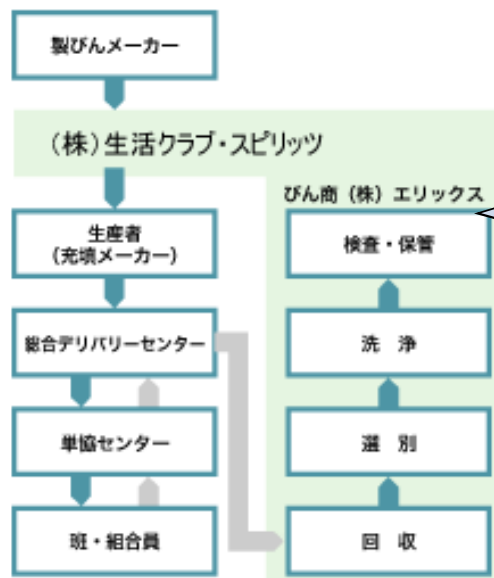 製びんメーカー
（株）生活クラブ・スピリッツ
生産者
（充填メーカー）
総合デリバリーセンター
単協センター
班・組合員
びん商（株）エリックス
検査・保管
洗 浄
選 別
回 収